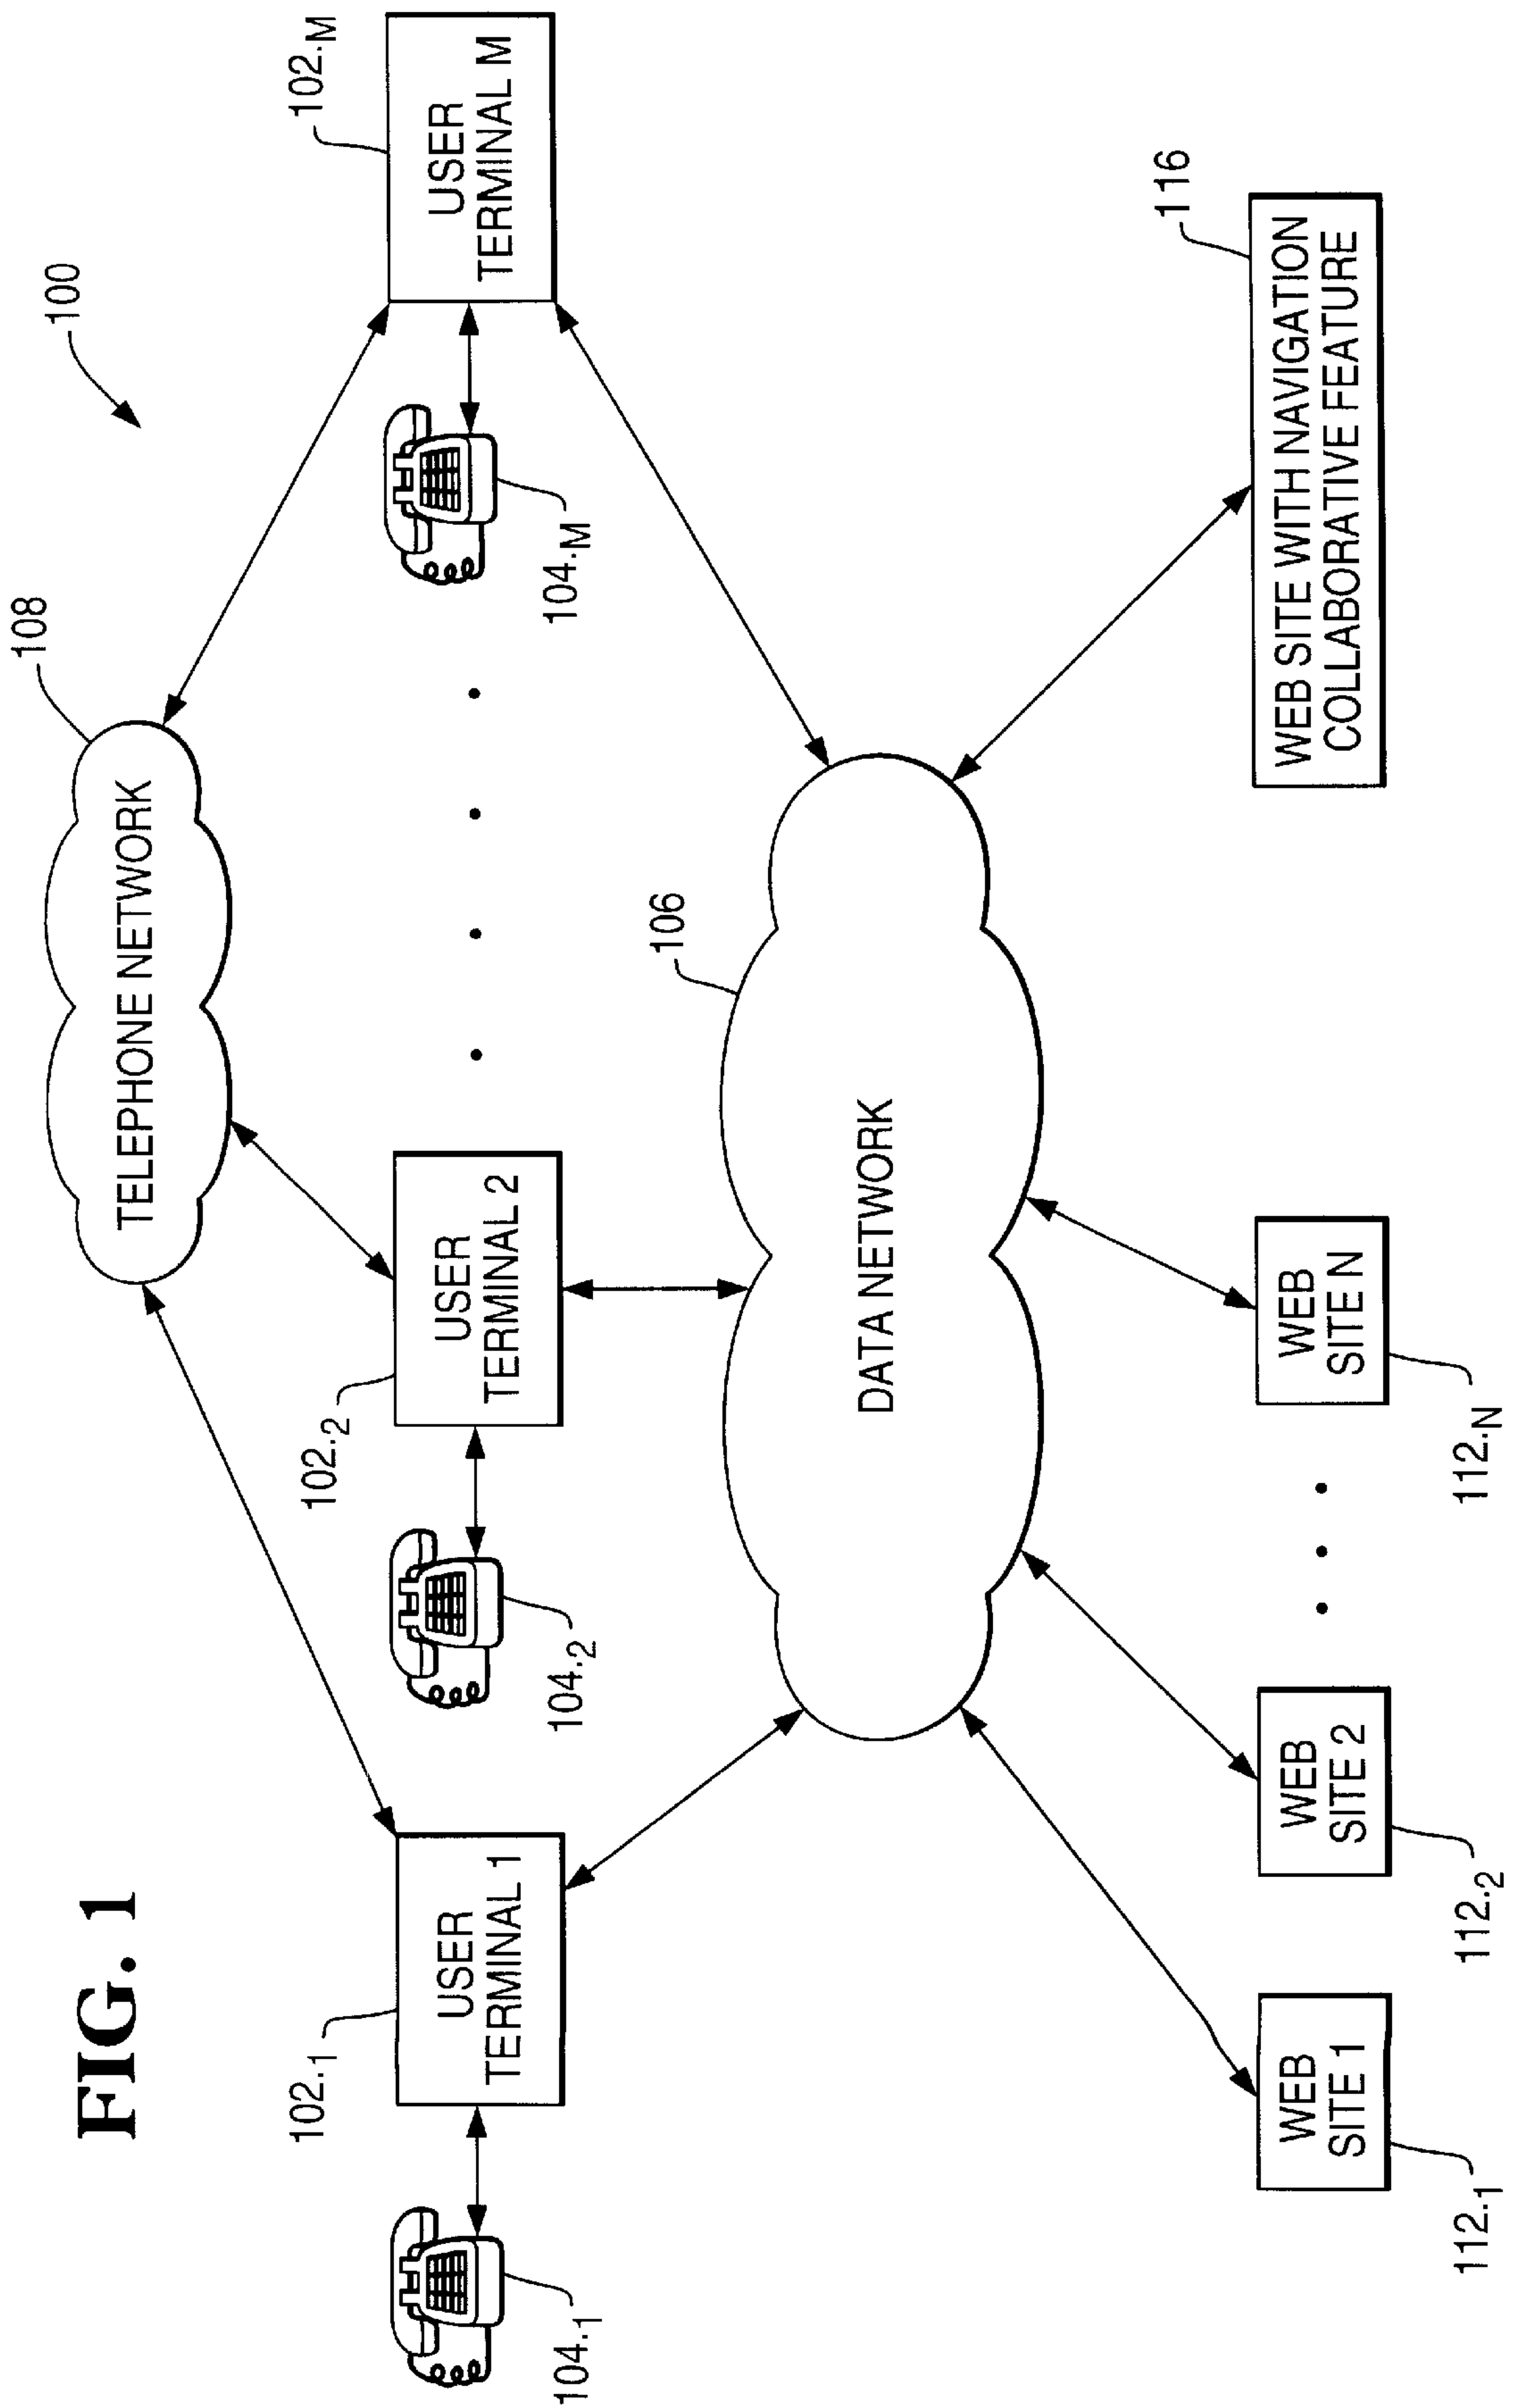 FIG. 1
100
108
TELEPHONE NETWORK
102.1
USER
TERMINAL 1
104.1
102.2
USER
TERMINAL 2
104.2
102.M
USER
TERMINAL M
104.M
106
DATA NETWORK
WEB
SITE 1
112.1
WEB
SITE 2
112.2
WEB
SITE N
112.N
116
WEB SITE WITH NAVIGATION
COLLABORATIVE FEATURE